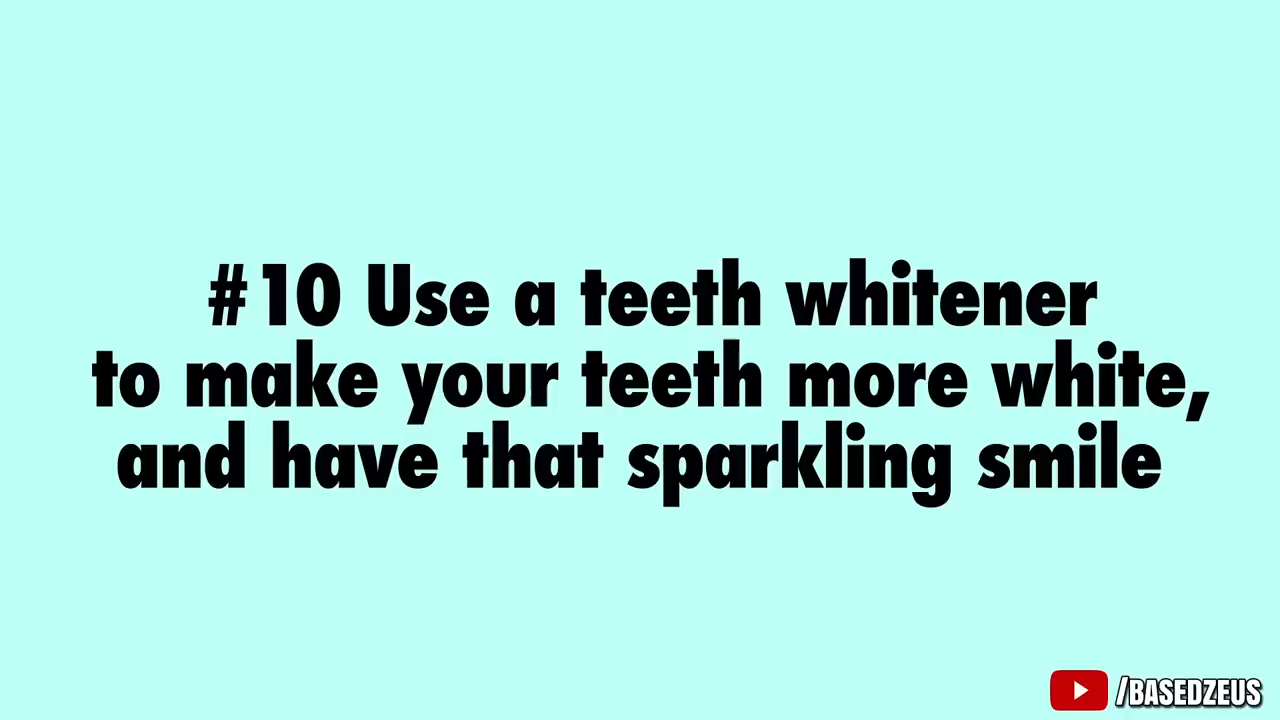 #10 Use a teeth whitener
to make your teeth more white,
and have that sparkling smile
/BASEDZEUS